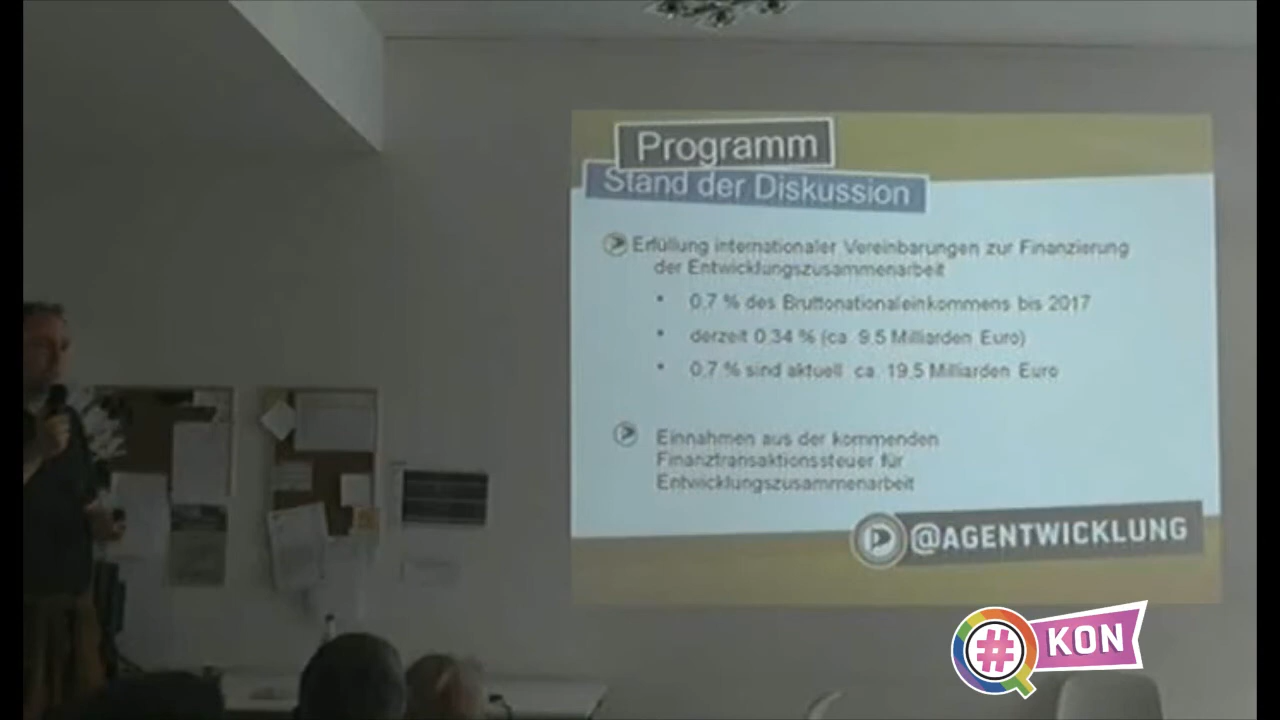 Programm
Stand der Diskussion
Erfüllung internationaler Vereinbarungen zur Finanzierung
der Entwicklungszusammenarbeit
• 0,7 % des Bruttonationaleinkommens bis 2017
• derzeit 0,34 % (ca. 9,5 Milliarden Euro)
• 0,7 % sind aktuell ca. 19,5 Milliarden Euro
Einnahmen aus der kommenden
Finanztransaktionssteuer für
Entwicklungszusammenarbeit
@AGENTWICKLUNG
# KON